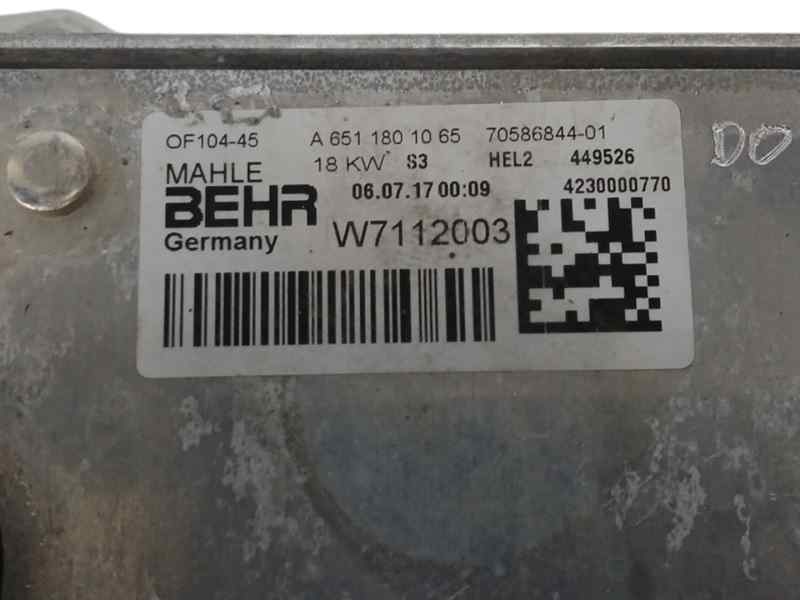 OF104-45 A 651 180 10 65 70586844-01
MAHLE 18 KW S3 HEL2 449526
BEHR 06.07.17 00:09 4230000770
Germany W7112003
DO